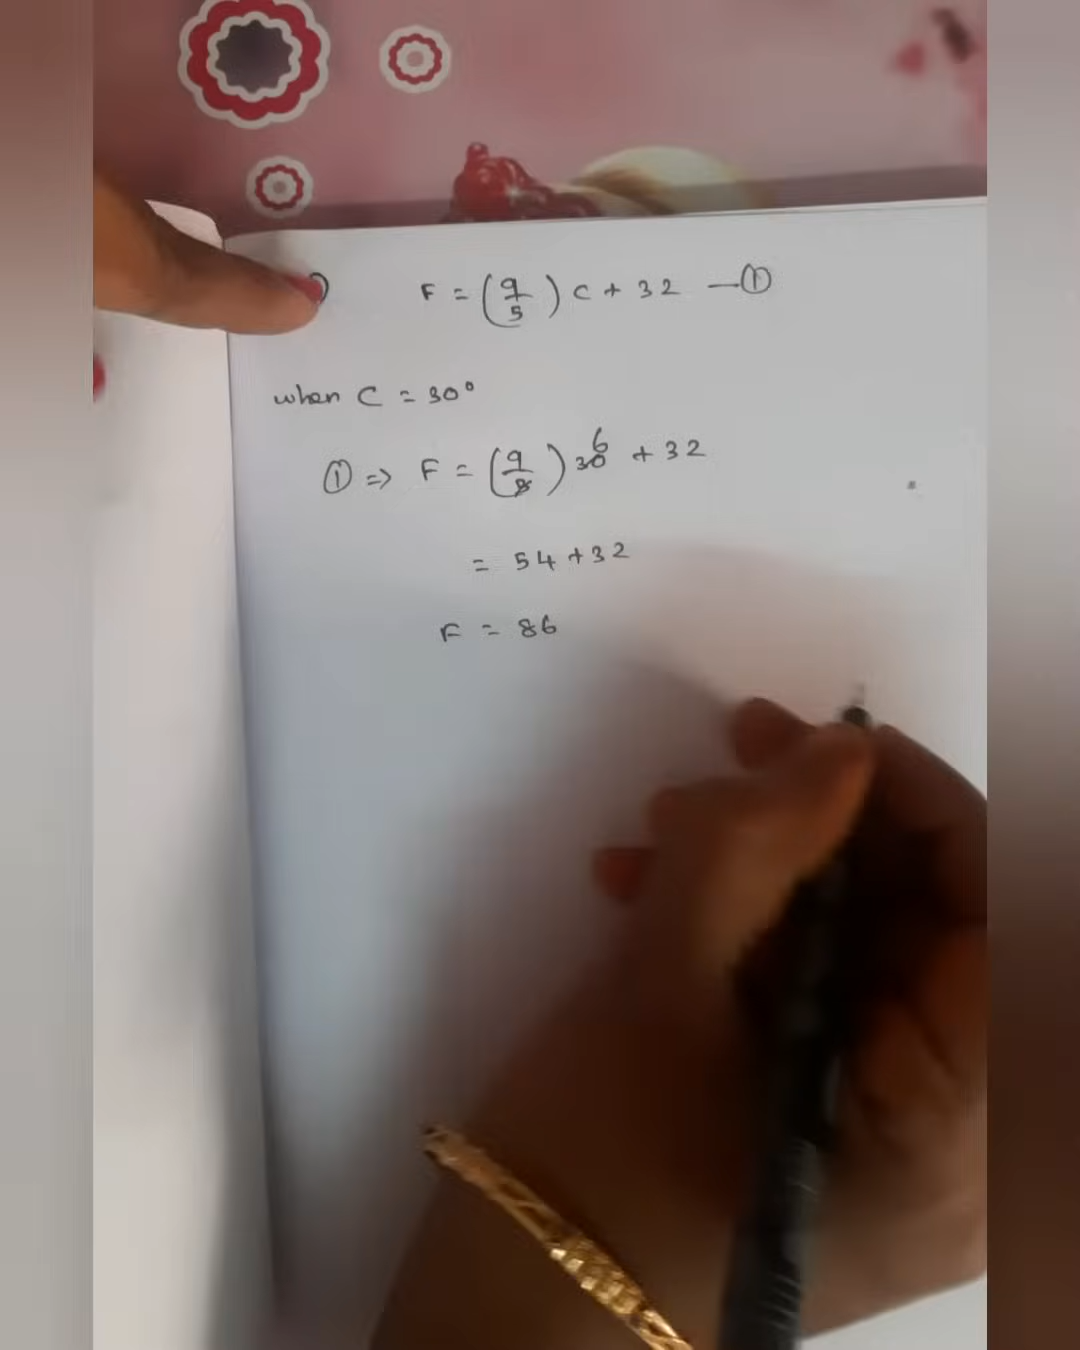 F = (9/5) C + 32 —①
when C = 30°
① => F = (9/5) 30 6 + 32
= 54 + 32
F = 86